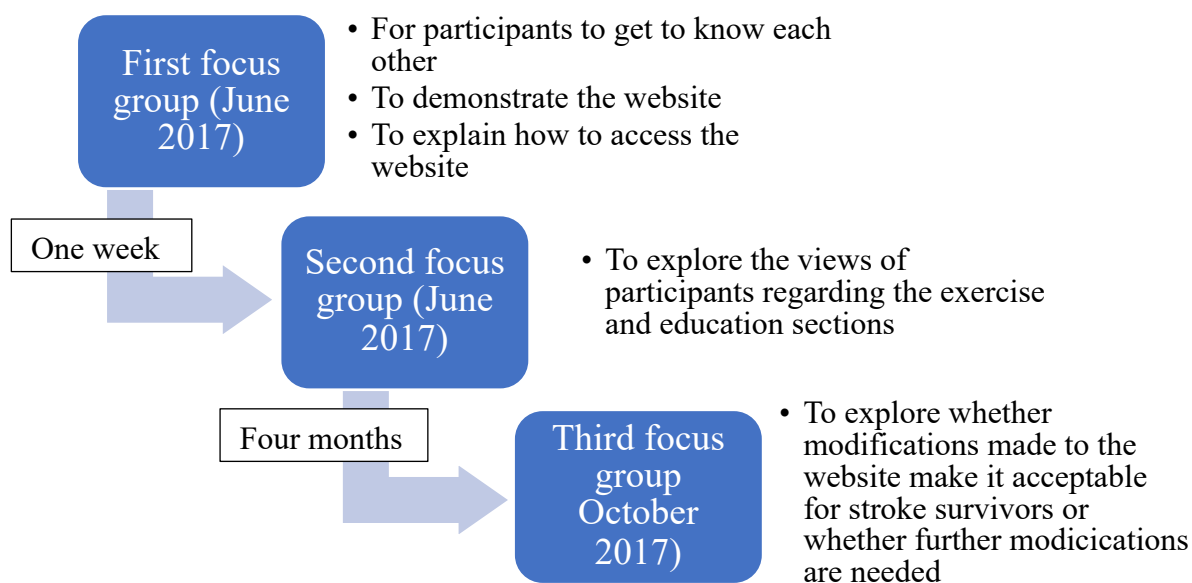 First focus
group (June
2017)
• For participants to get to know each
other
• To demonstrate the website
• To explain how to access the
website
One week
Second focus
group (June
2017)
• To explore the views of
participants regarding the exercise
and education sections
Four months
Third focus
group
October
2017)
• To explore whether
modifications made to the
website make it acceptable
for stroke survivors or
whether further modicications
are needed